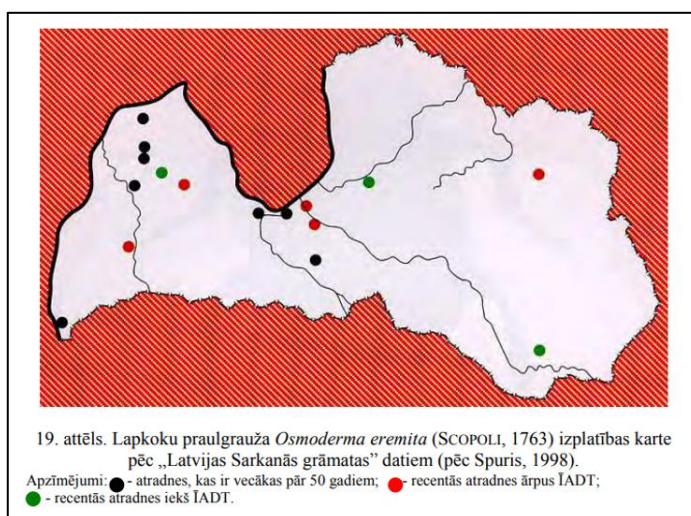 19. attēls. Lapkoku praulgrauža Osmoderma eremita (SCOPOLI, 1763) izplatības karte
pēc „Latvijas Sarkanās grāmatas” datiem (pēc Spuris, 1998).
Apzīmējumi: - atradnes, kas ir vecākas pār 50 gadiem; - recentās atradnes ārpus ĪADT;
- recentās atradnes iekš ĪADT.